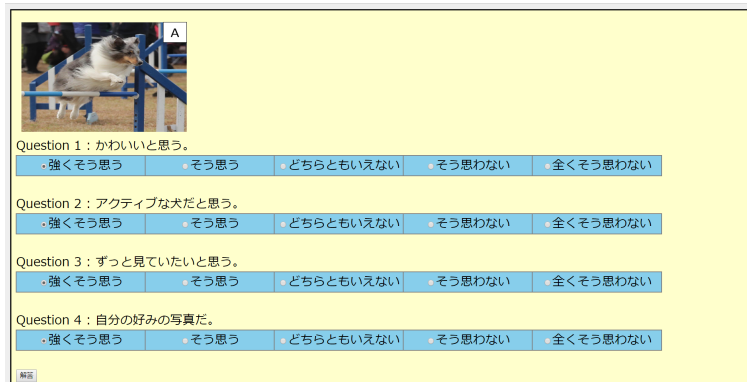 A
Question 1 : かわいいと思う。
強くそう思う そう思う どちらともいえない そう思わない 全くそう思わない
Question 2 : アクティブな犬だと思う。
強くそう思う そう思う どちらともいえない そう思わない 全くそう思わない
Question 3 : ずっと見ていたいと思う。
強くそう思う そう思う どちらともいえない そう思わない 全くそう思わない
Question 4 : 自分の好みの写真だ。
強くそう思う そう思う どちらともいえない そう思わない 全くそう思わない
解答